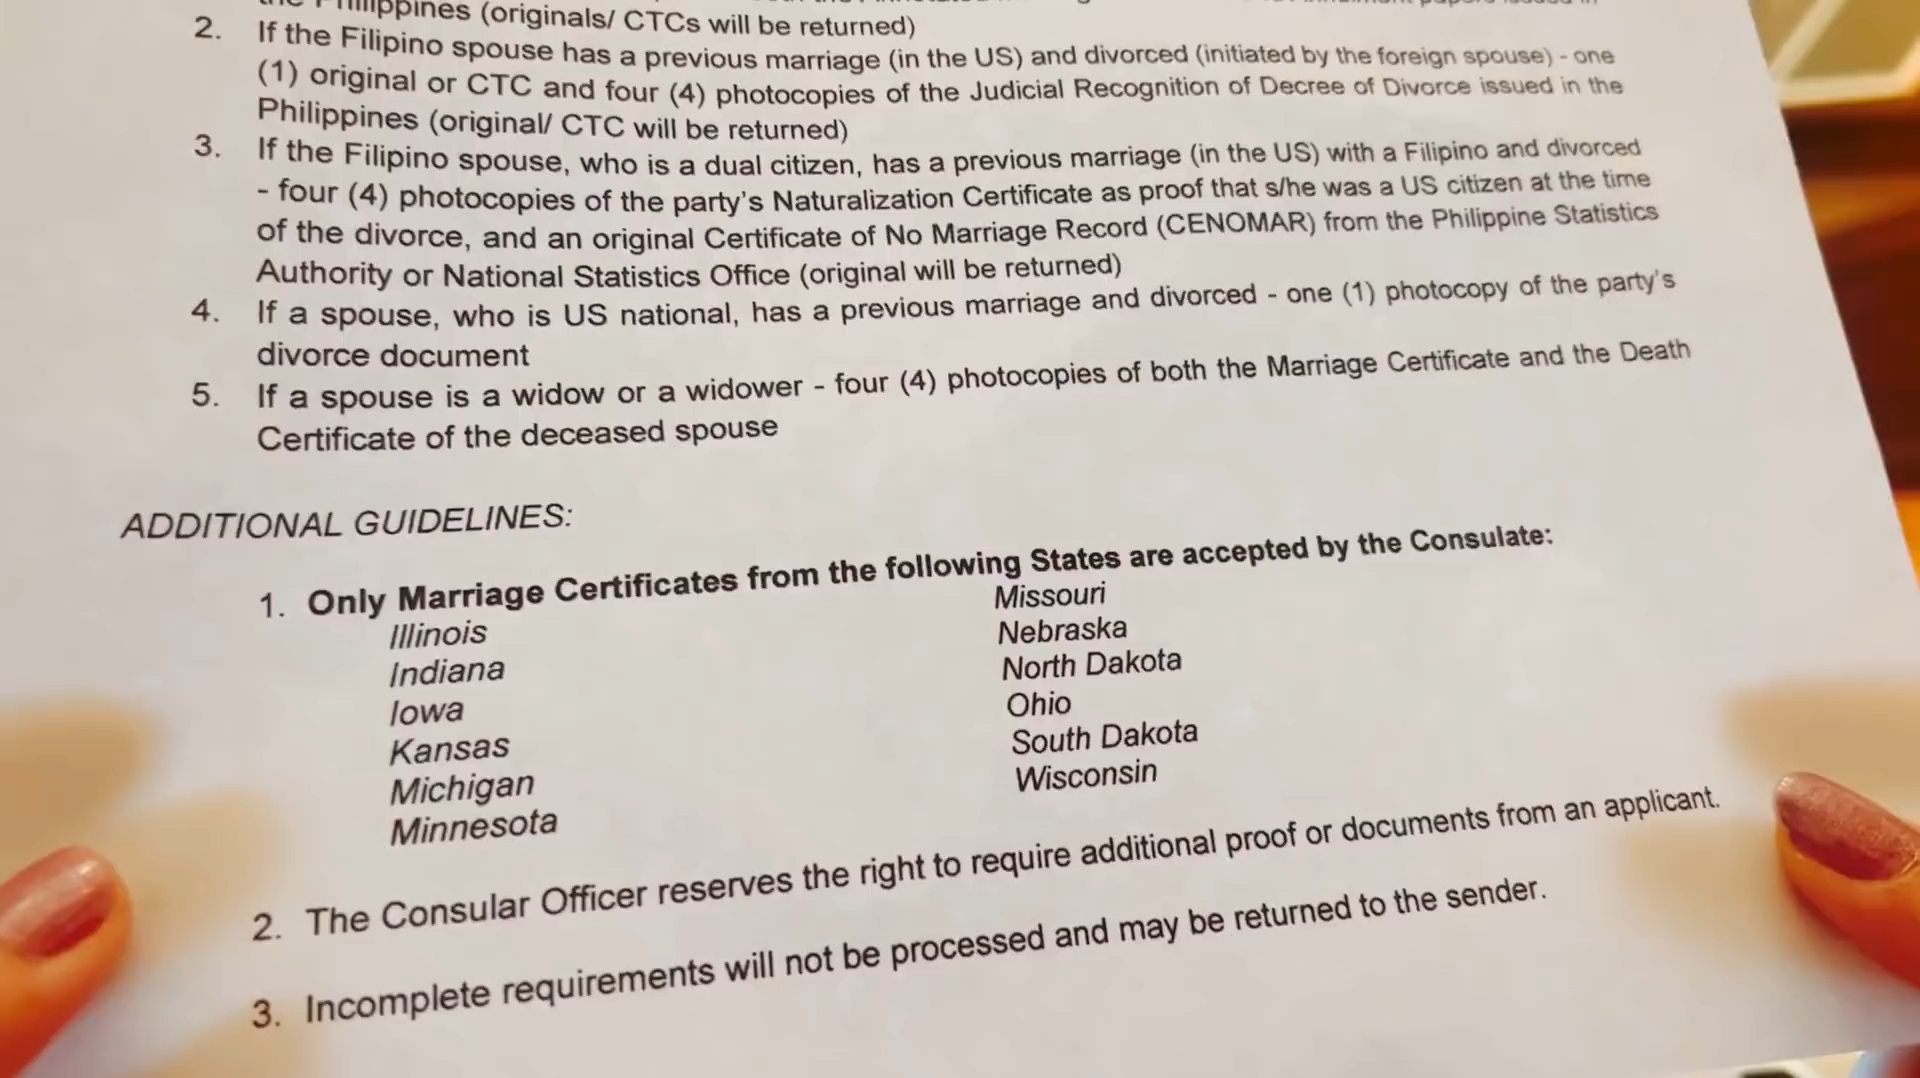 Philippines (originals/ CTCs will be returned)
2. If the Filipino spouse has a previous marriage (in the US) and divorced (initiated by the foreign spouse) - one
(1) original or CTC and four (4) photocopies of the Judicial Recognition of Decree of Divorce issued in the
Philippines (original/ CTC will be returned)
3. If the Filipino spouse, who is a dual citizen, has a previous marriage (in the US) with a Filipino and divorced
- four (4) photocopies of the party's Naturalization Certificate as proof that s/he was a US citizen at the time
of the divorce, and an original Certificate of No Marriage Record (CENOMAR) from the Philippine Statistics
Authority or National Statistics Office (original will be returned)
4. If a spouse, who is US national, has a previous marriage and divorced - one (1) photocopy of the party's
divorce document
5. If a spouse is a widow or a widower - four (4) photocopies of both the Marriage Certificate and the Death
Certificate of the deceased spouse
ADDITIONAL GUIDELINES:
1. Only Marriage Certificates from the following States are accepted by the Consulate:
Illinois
Indiana
Iowa
Kansas
Michigan
Minnesota
Missouri
Nebraska
North Dakota
Ohio
South Dakota
Wisconsin
2. The Consular Officer reserves the right to require additional proof or documents from an applicant.
3. Incomplete requirements will not be processed and may be returned to the sender.